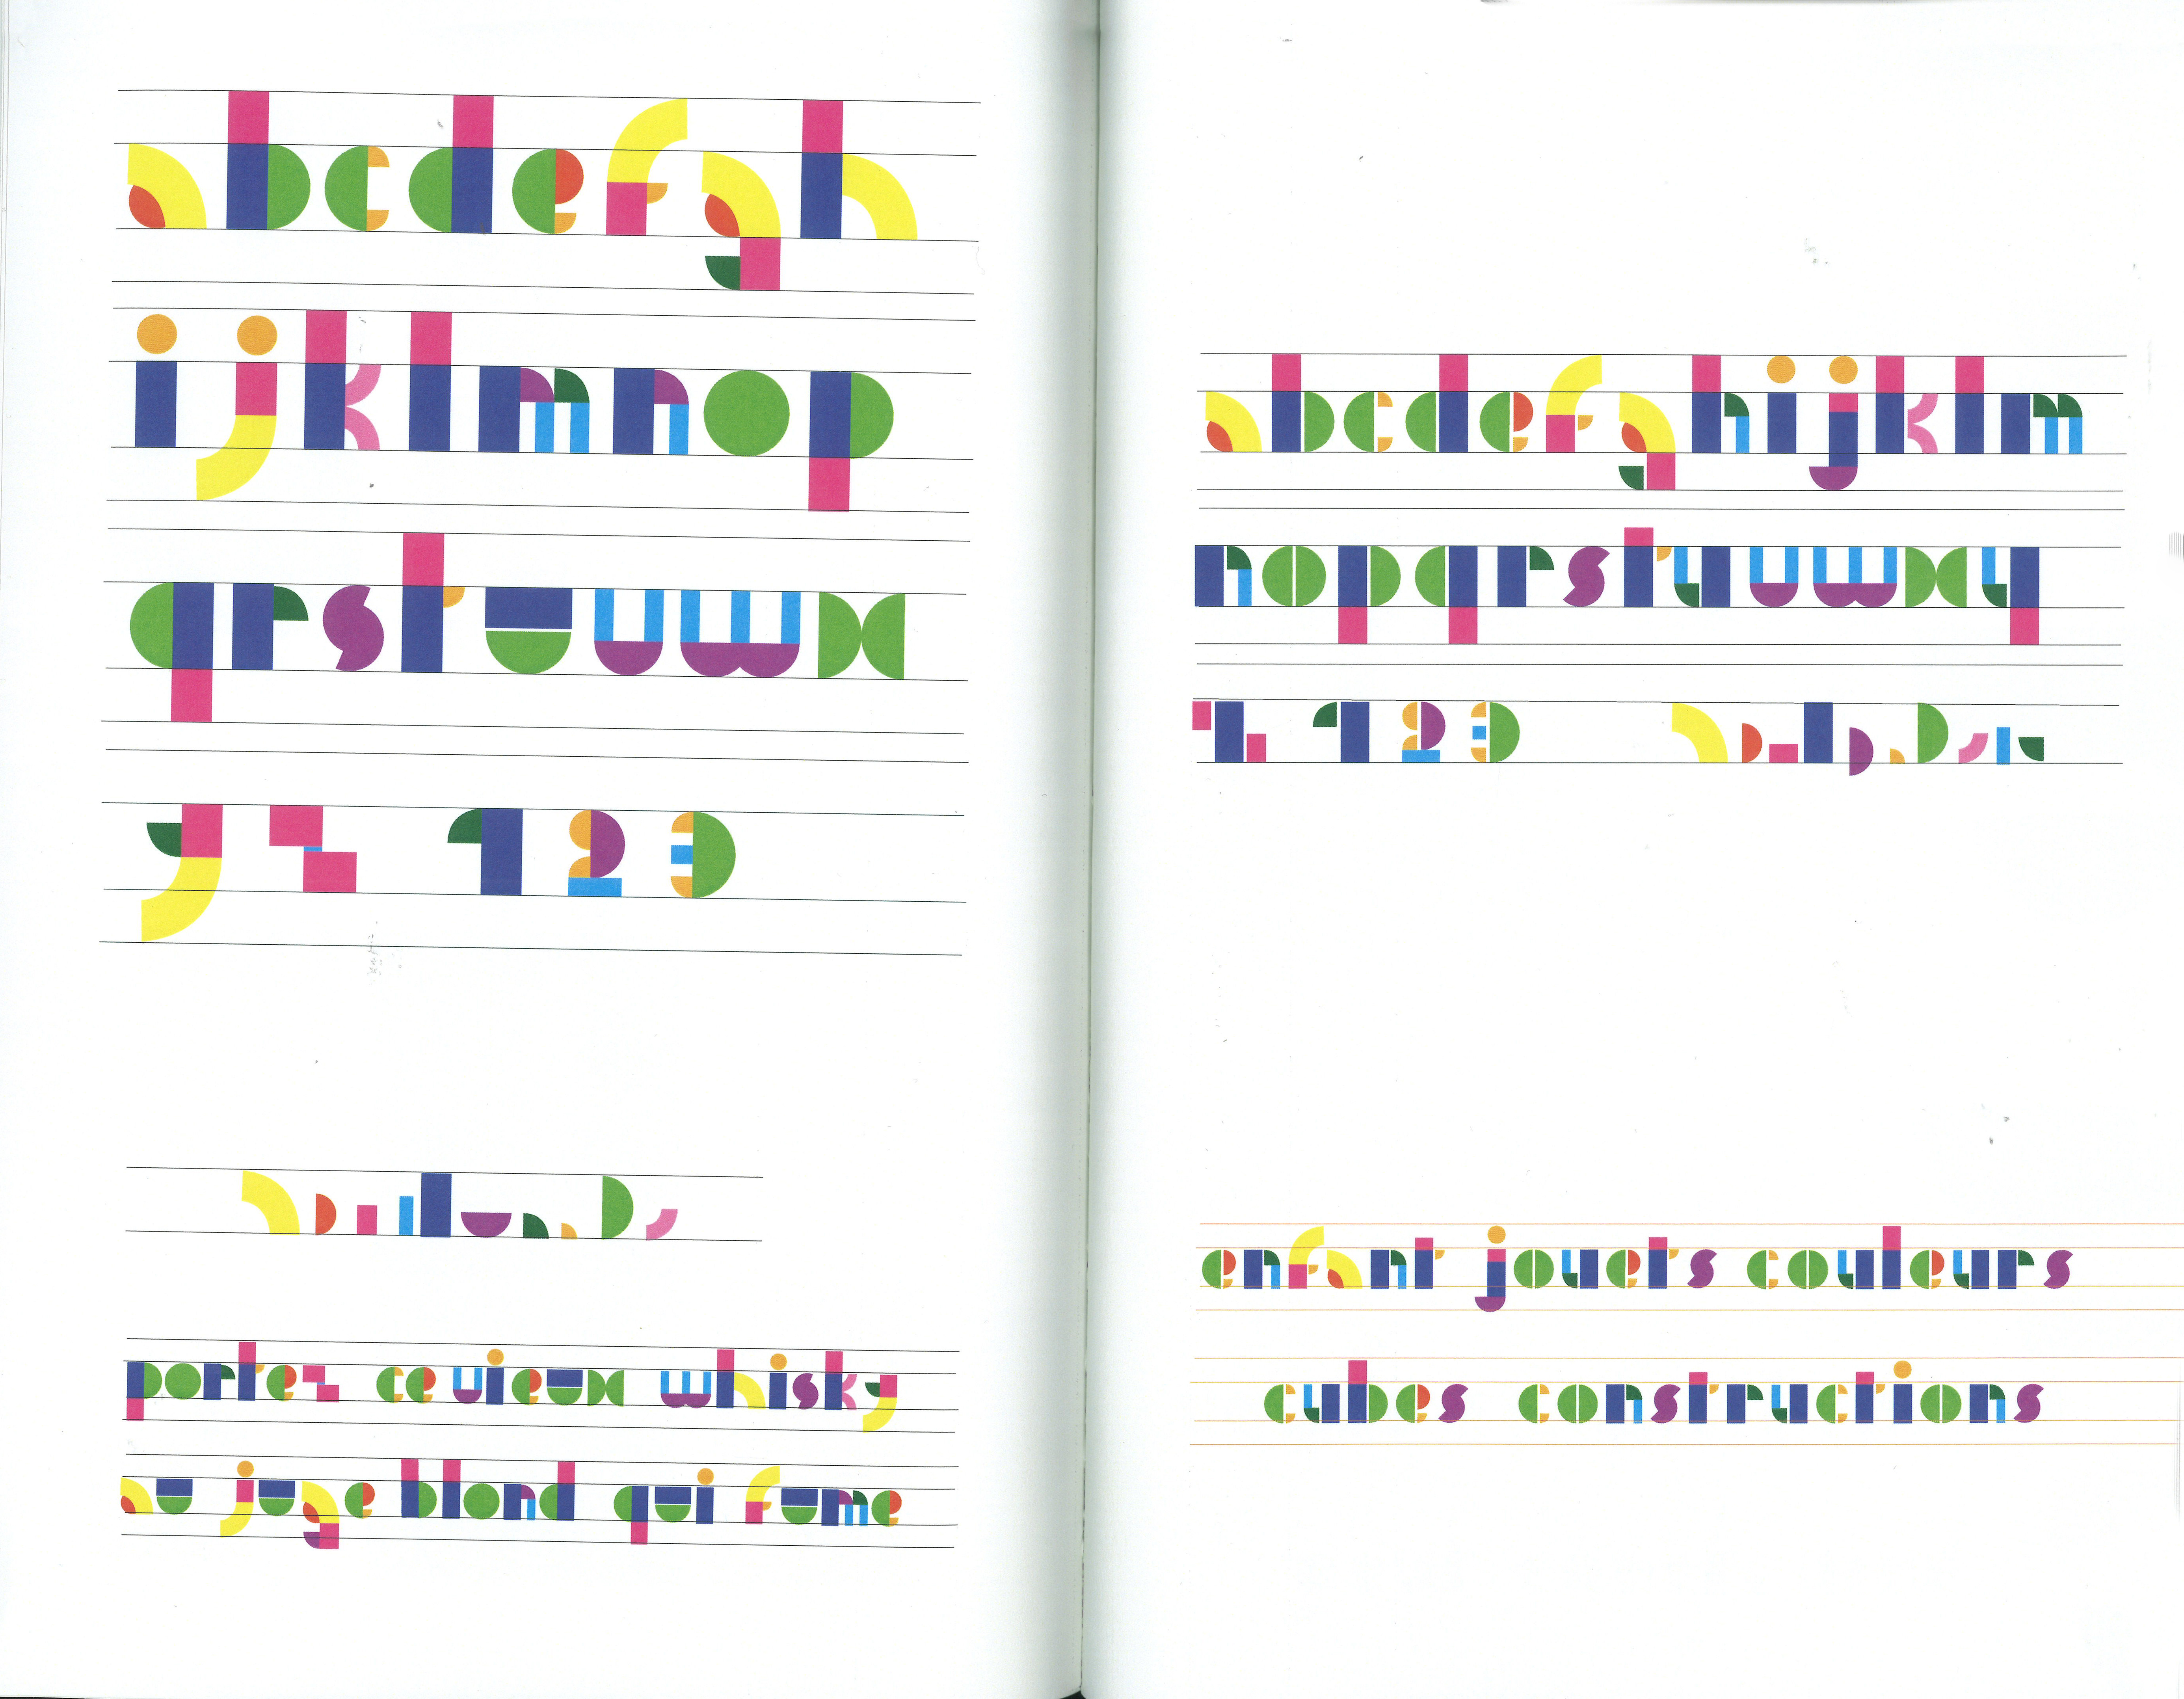 abcdefgh
ijklmnop
qrstuvwx
yz 123
portez ce vieux whisky
au juge blond qui fume
abcdefghijklm
nopqrstuvwxy
z 123
enfant jouets couleurs
cubes constructions